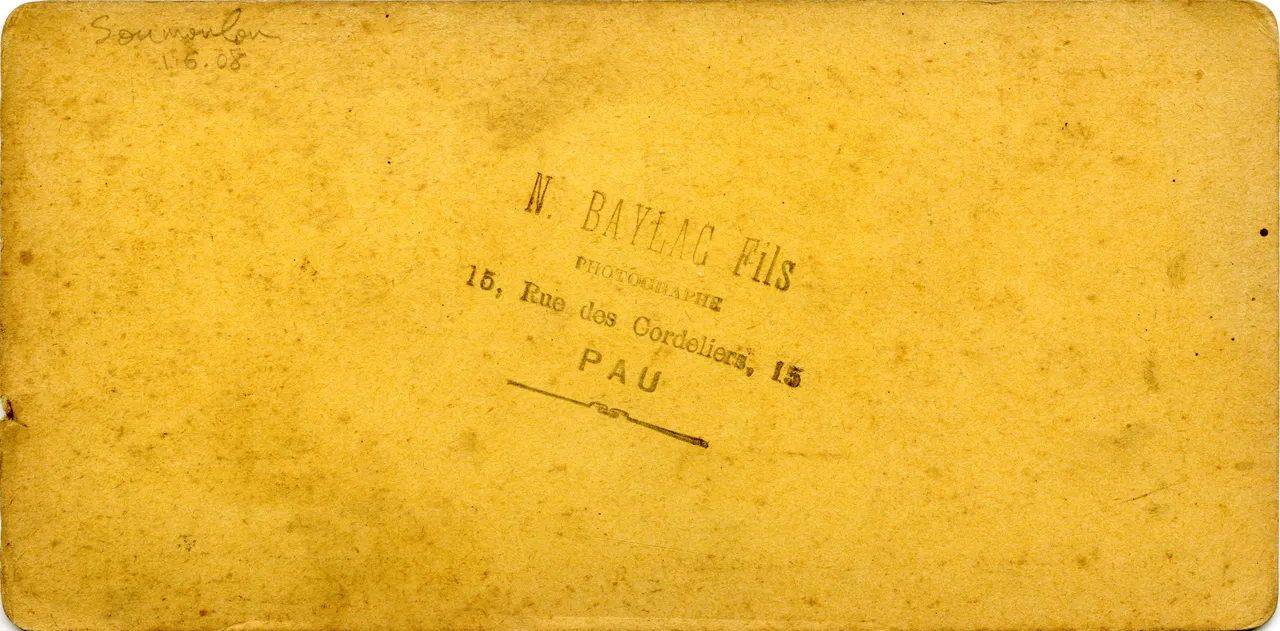 Soumoulou
1.6.08
N. BAYLAC Fils
PHOTOGRAPHE
15, Rue des Cordeliers, 15
PAU